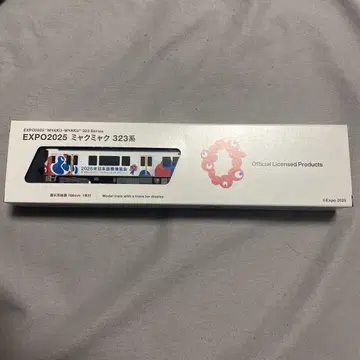 EXPO2025 "MYAKU-MYAKU" 323 Series
EXPO2025 ミャクミャク 323系
2025年日本国際博覧会
Official Licensed Products
Model train with a track for display
©Expo 2025